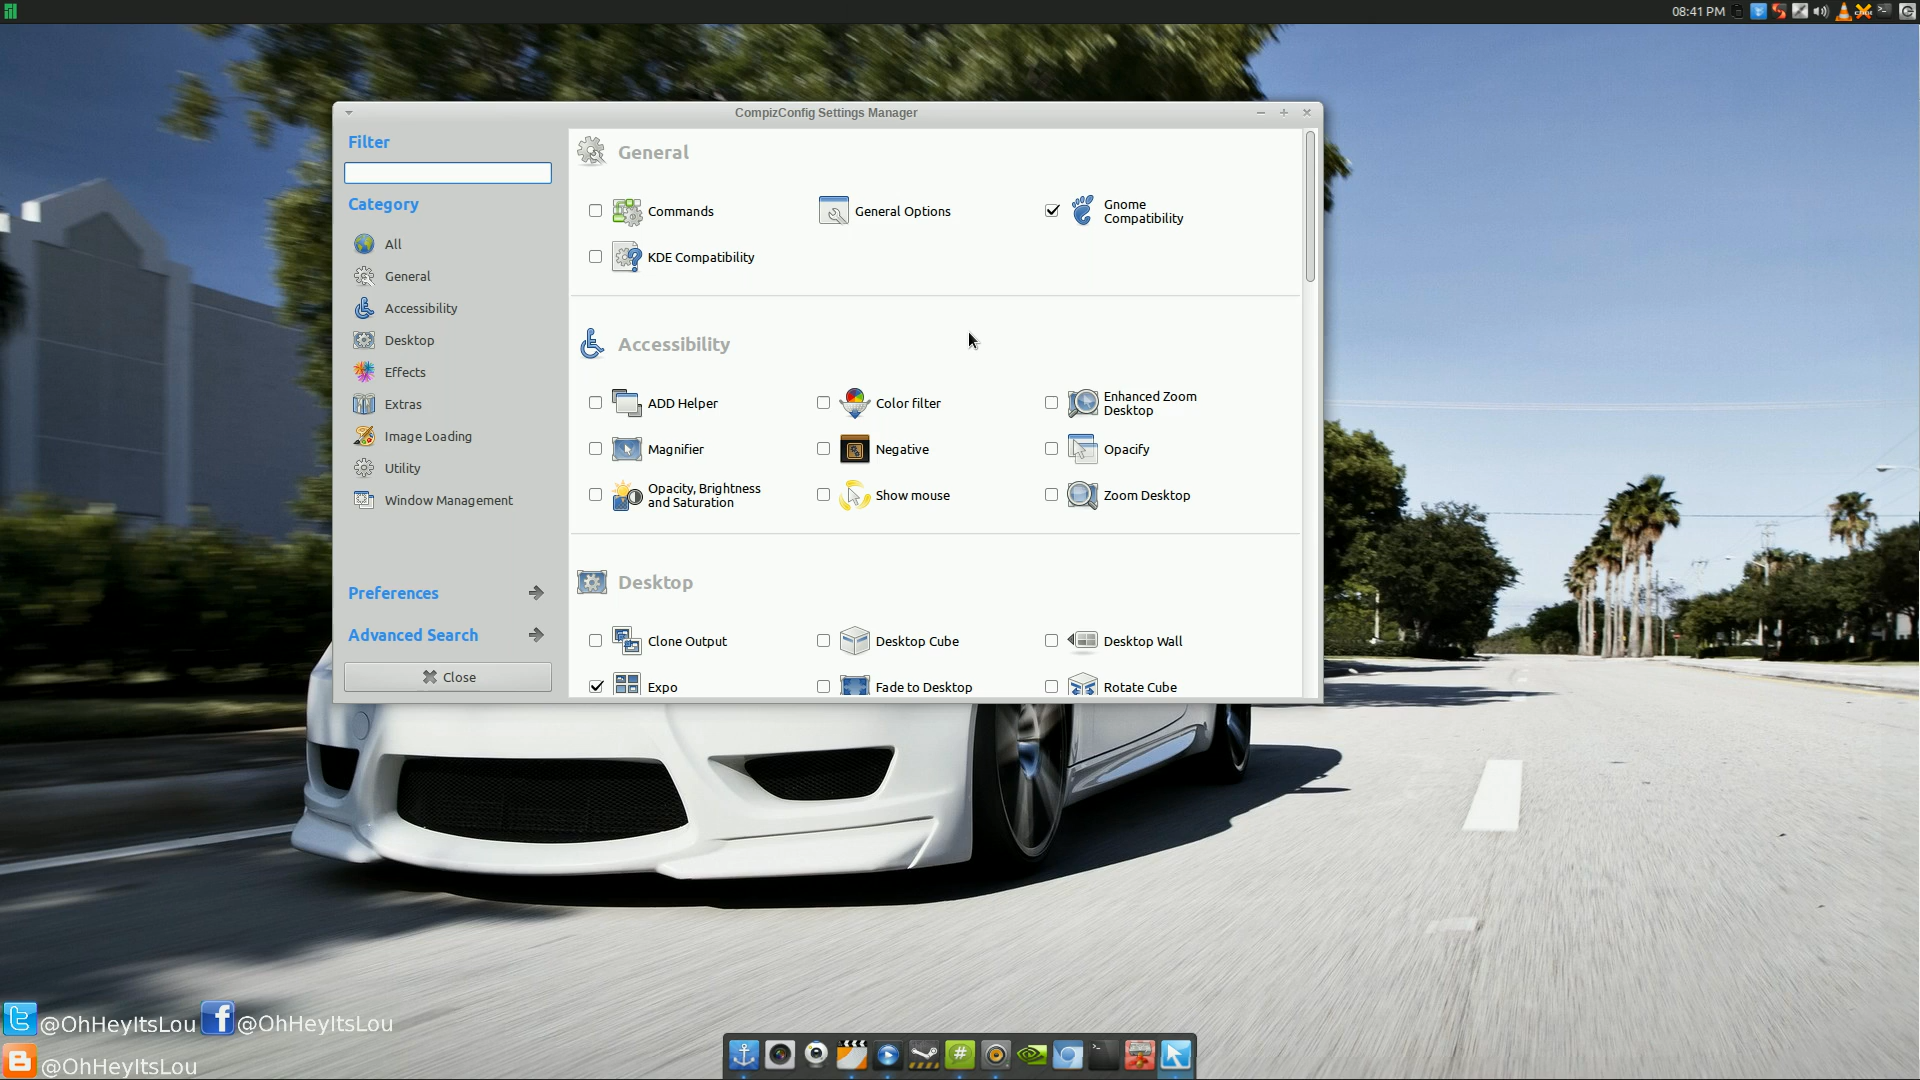 08:41 PM
CompizConfig Settings Manager
Filter
Category
All
General
Accessibility
Desktop
Effects
Extras
Image Loading
Utility
Window Management
Preferences
Advanced Search
Close
General
Commands
General Options
Gnome
Compatibility
KDE Compatibility
Accessibility
ADD Helper
Color filter
Enhanced Zoom
Desktop
Magnifier
Negative
Opacify
Opacity, Brightness
and Saturation
Show mouse
Zoom Desktop
Desktop
Clone Output
Desktop Cube
Desktop Wall
Expo
Fade to Desktop
Rotate Cube
@OhHeyItsLou
@OhHeyItsLou
@OhHeyItsLou